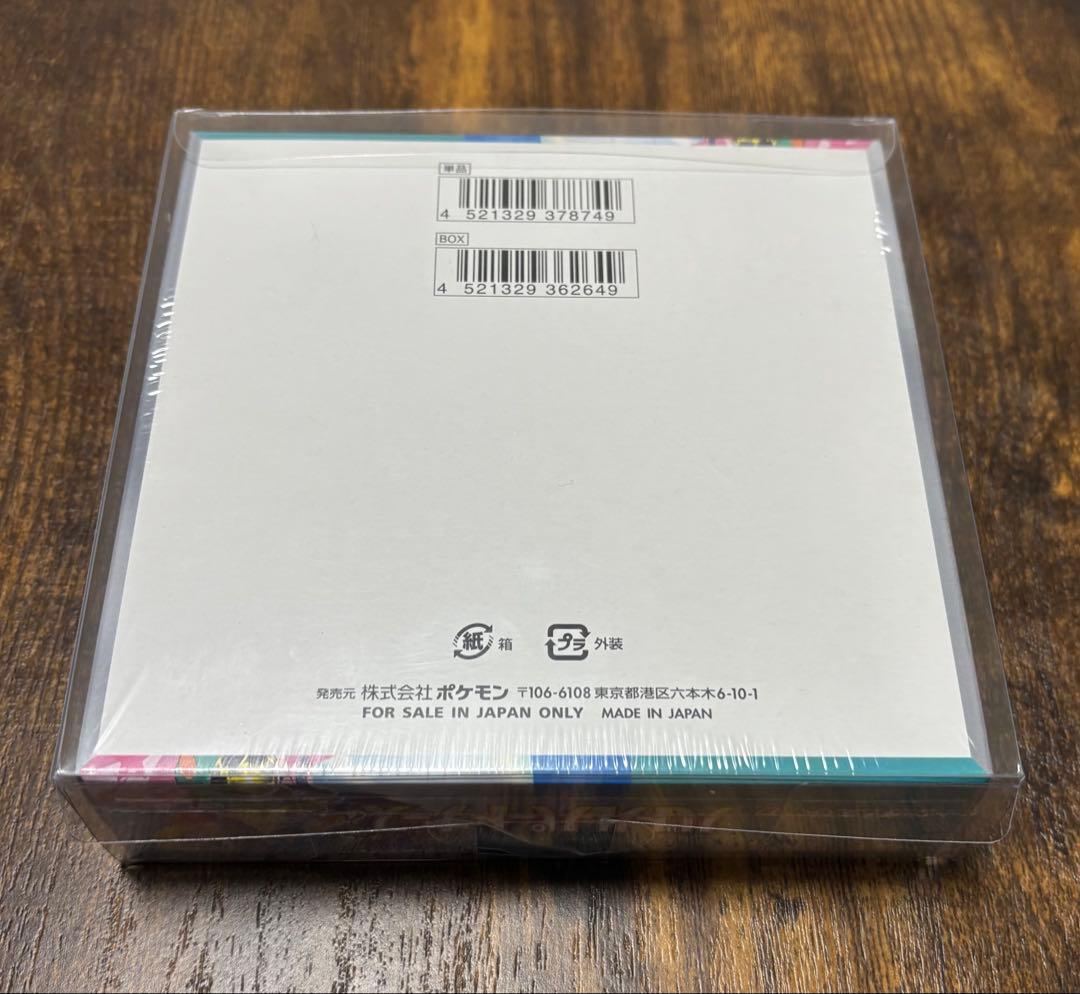 単品
4 521329 378749
BOX
4 521329 362649
紙 箱 プラ 外装
発売元 株式会社 ポケモン 〒106-6108 東京都港区六本木6-10-1
FOR SALE IN JAPAN ONLY MADE IN JAPAN